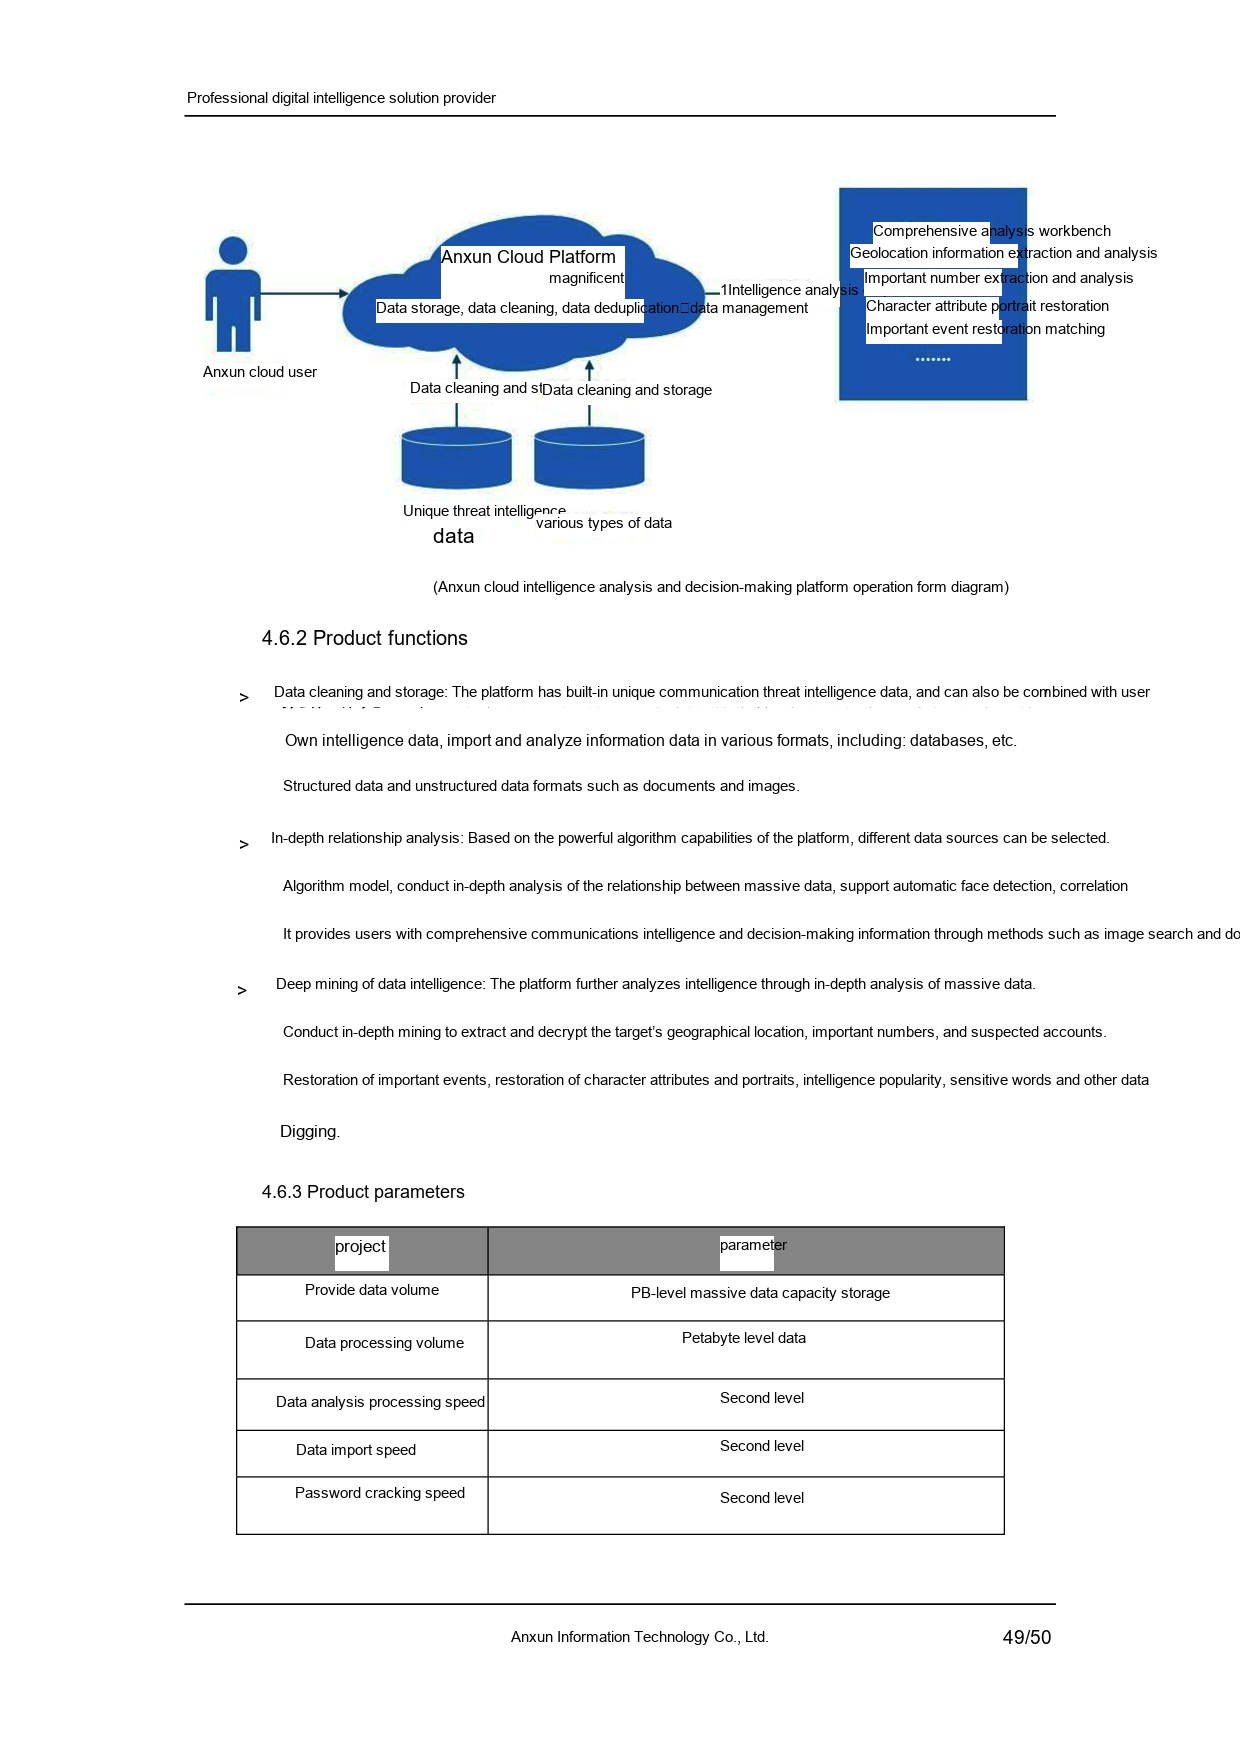 Professional digital intelligence solution provider
Comprehensive analysis workbench
Anxun Cloud Platform
Geolocation information extraction and analysis
magnificent
Important number extraction and analysis
1Intelligence analysis
Data storage, data cleaning, data deduplication data management
Character attribute portrait restoration
Important event restoration matching
.......
Anxun cloud user
Data cleaning and st
Data cleaning and storage
Unique threat intelligence
various types of data
data
(Anxun cloud intelligence analysis and decision-making platform operation form diagram)
4.6.2 Product functions
> Data cleaning and storage: The platform has built-in unique communication threat intelligence data, and can also be combined with user
Own intelligence data, import and analyze information data in various formats, including: databases, etc.
Structured data and unstructured data formats such as documents and images.
> In-depth relationship analysis: Based on the powerful algorithm capabilities of the platform, different data sources can be selected.
Algorithm model, conduct in-depth analysis of the relationship between massive data, support automatic face detection, correlation
It provides users with comprehensive communications intelligence and decision-making information through methods such as image search and do
> Deep mining of data intelligence: The platform further analyzes intelligence through in-depth analysis of massive data.
Conduct in-depth mining to extract and decrypt the target's geographical location, important numbers, and suspected accounts.
Restoration of important events, restoration of character attributes and portraits, intelligence popularity, sensitive words and other data
Digging.
4.6.3 Product parameters
project parameter
Provide data volume PB-level massive data capacity storage
Data processing volume Petabyte level data
Data analysis processing speed Second level
Data import speed Second level
Password cracking speed Second level
Anxun Information Technology Co., Ltd. 49/50